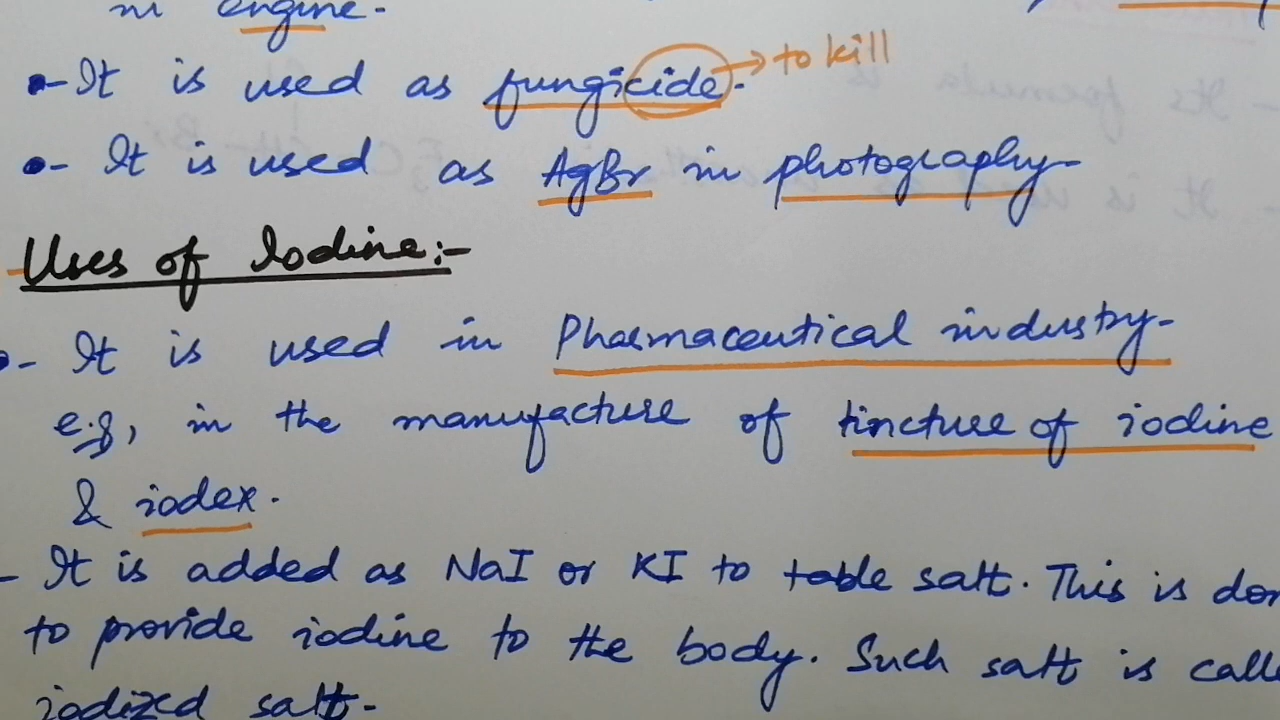 in engine.
- It is used as fungicide. → to kill
- It is used as AgBr in photography.
Uses of Iodine:-
- It is used in Pharmaceutical industry.
e.g, in the manufacture of tincture of iodine
& iodex.
- It is added as NaI or KI to table salt. This is don
to provide iodine to the body. Such salt is calle
iodized salt.